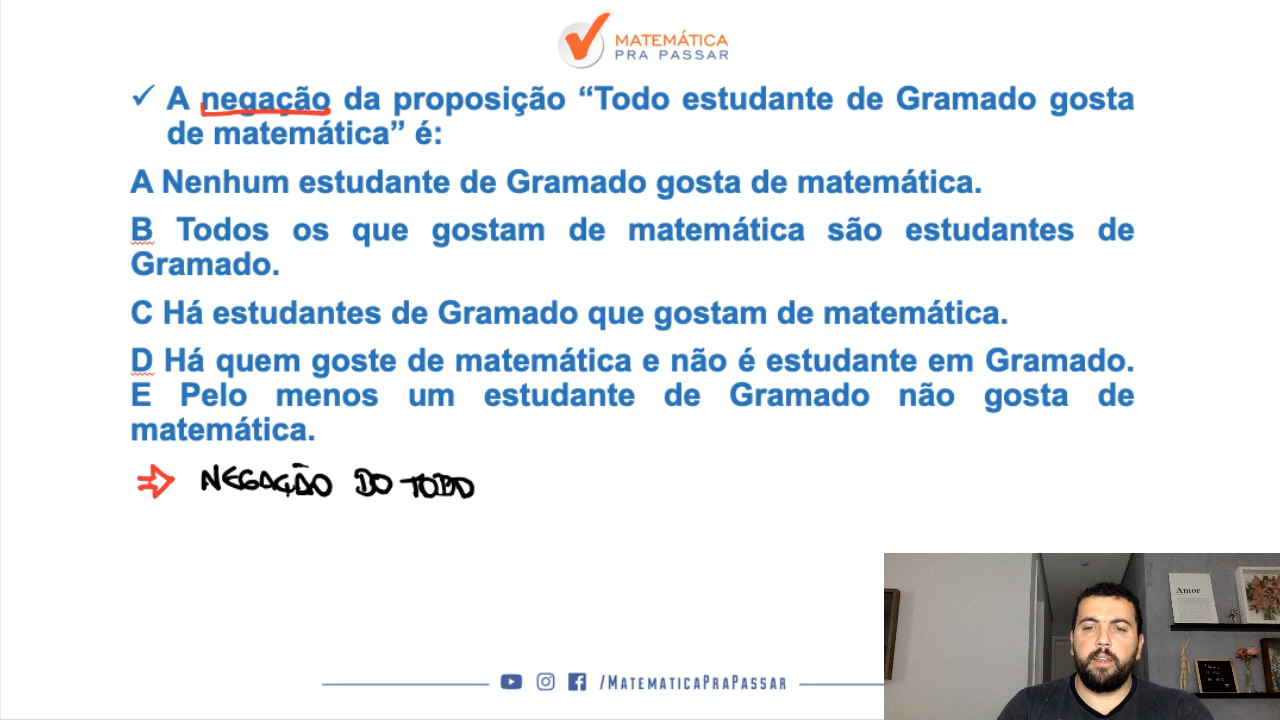 MATEMÁTICA
PRA PASSAR
✓ A negação da proposição “Todo estudante de Gramado gosta
de matemática” é:
A Nenhum estudante de Gramado gosta de matemática.
B Todos os que gostam de matemática são estudantes de
Gramado.
C Há estudantes de Gramado que gostam de matemática.
D Há quem goste de matemática e não é estudante em Gramado.
E Pelo menos um estudante de Gramado não gosta de
matemática.
⇒ NEGAÇÃO DO TODO
Amor
/MATEMATICAPRAPASSAR